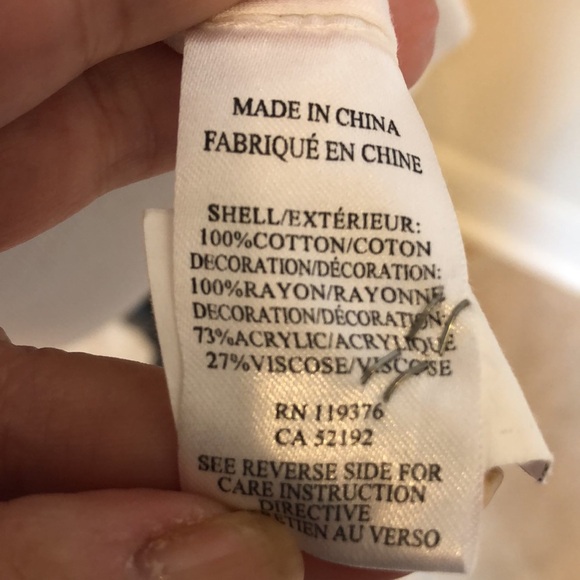 MADE IN CHINA
FABRIQUÉ EN CHINE
SHELL/EXTÉRIEUR:
100%COTTON/COTON
DECORATION/DÉCORATION:
100%RAYON/RAYONNE
DECORATION/DÉCORATION:
73%ACRYLIC/ACRYLIQUE
27%VISCOSE/VISCOSE
RN 119376
CA 52192
SEE REVERSE SIDE FOR
CARE INSTRUCTION
DIRECTIVE
AU VERSO